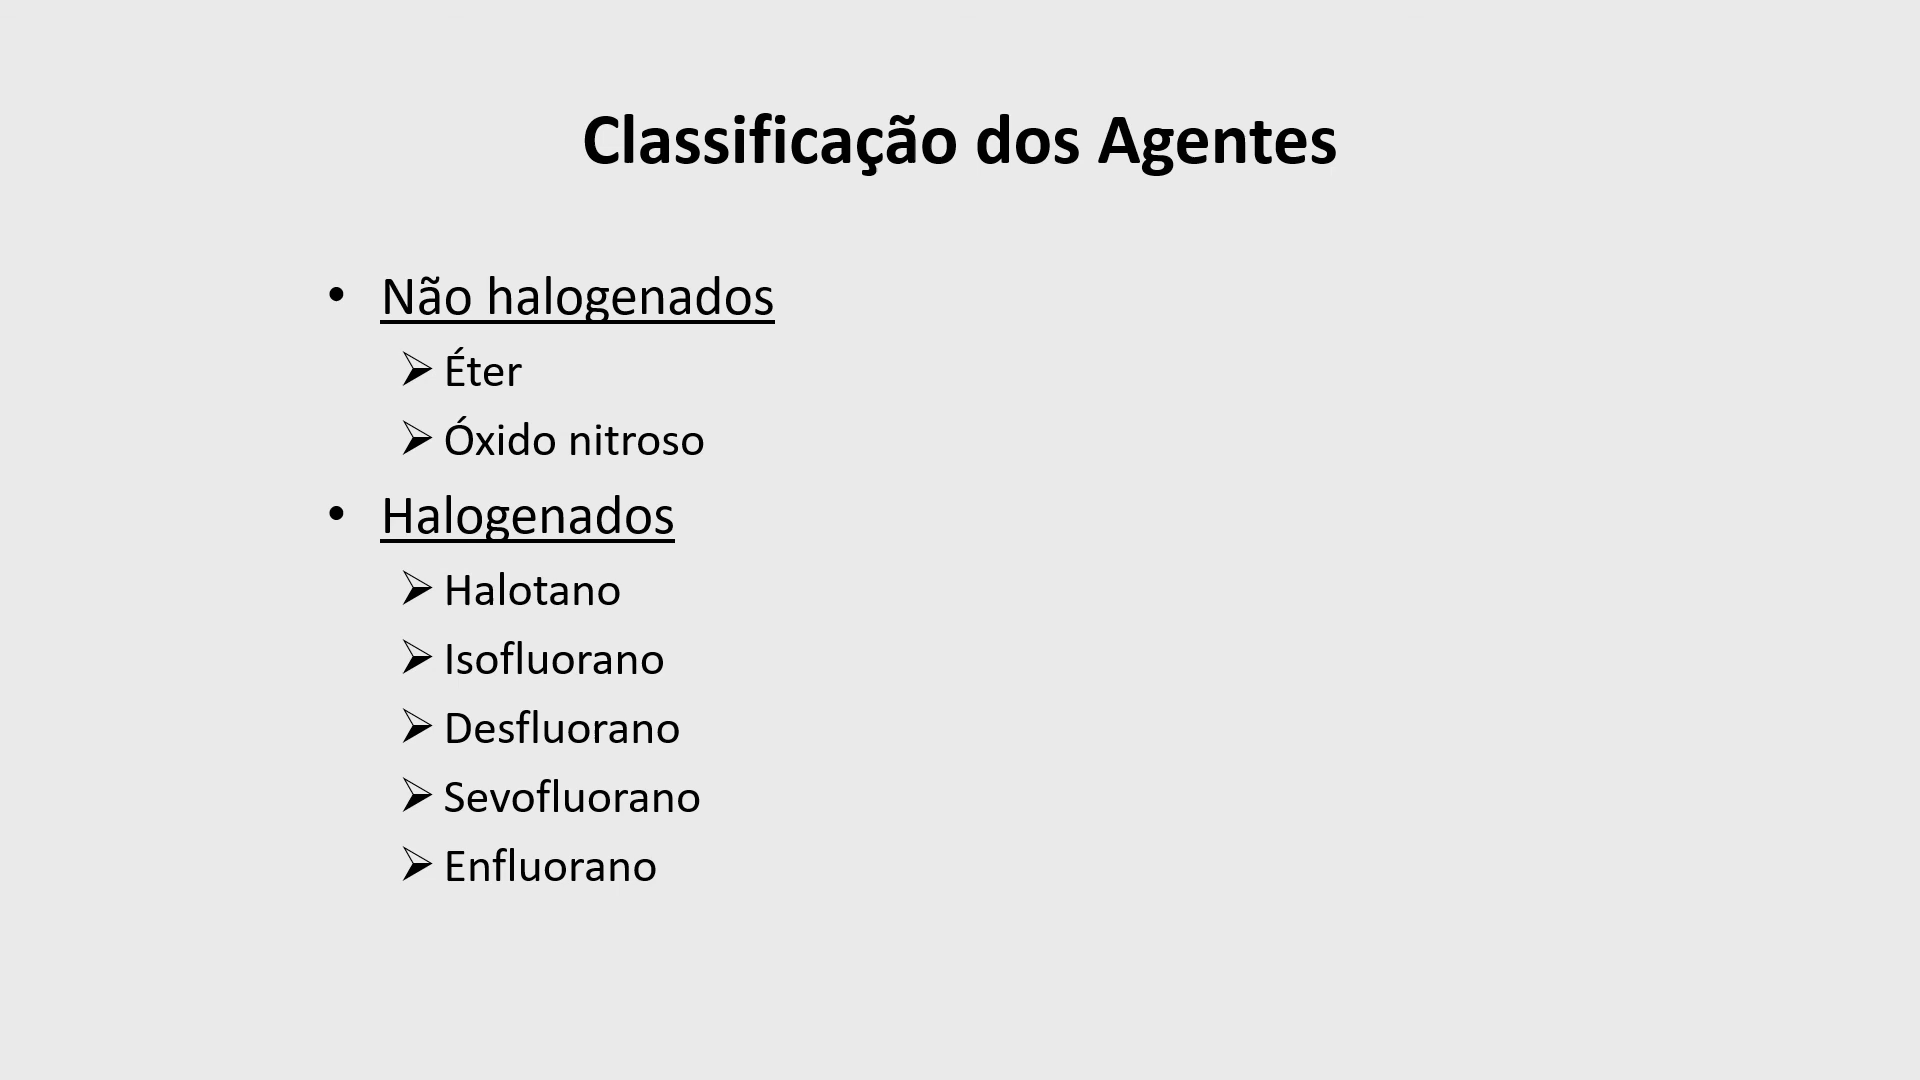 Classificação dos Agentes
• Não halogenados
➢ Éter
➢ Óxido nitroso
• Halogenados
➢ Halotano
➢ Isofluorano
➢ Desfluorano
➢ Sevofluorano
➢ Enfluorano